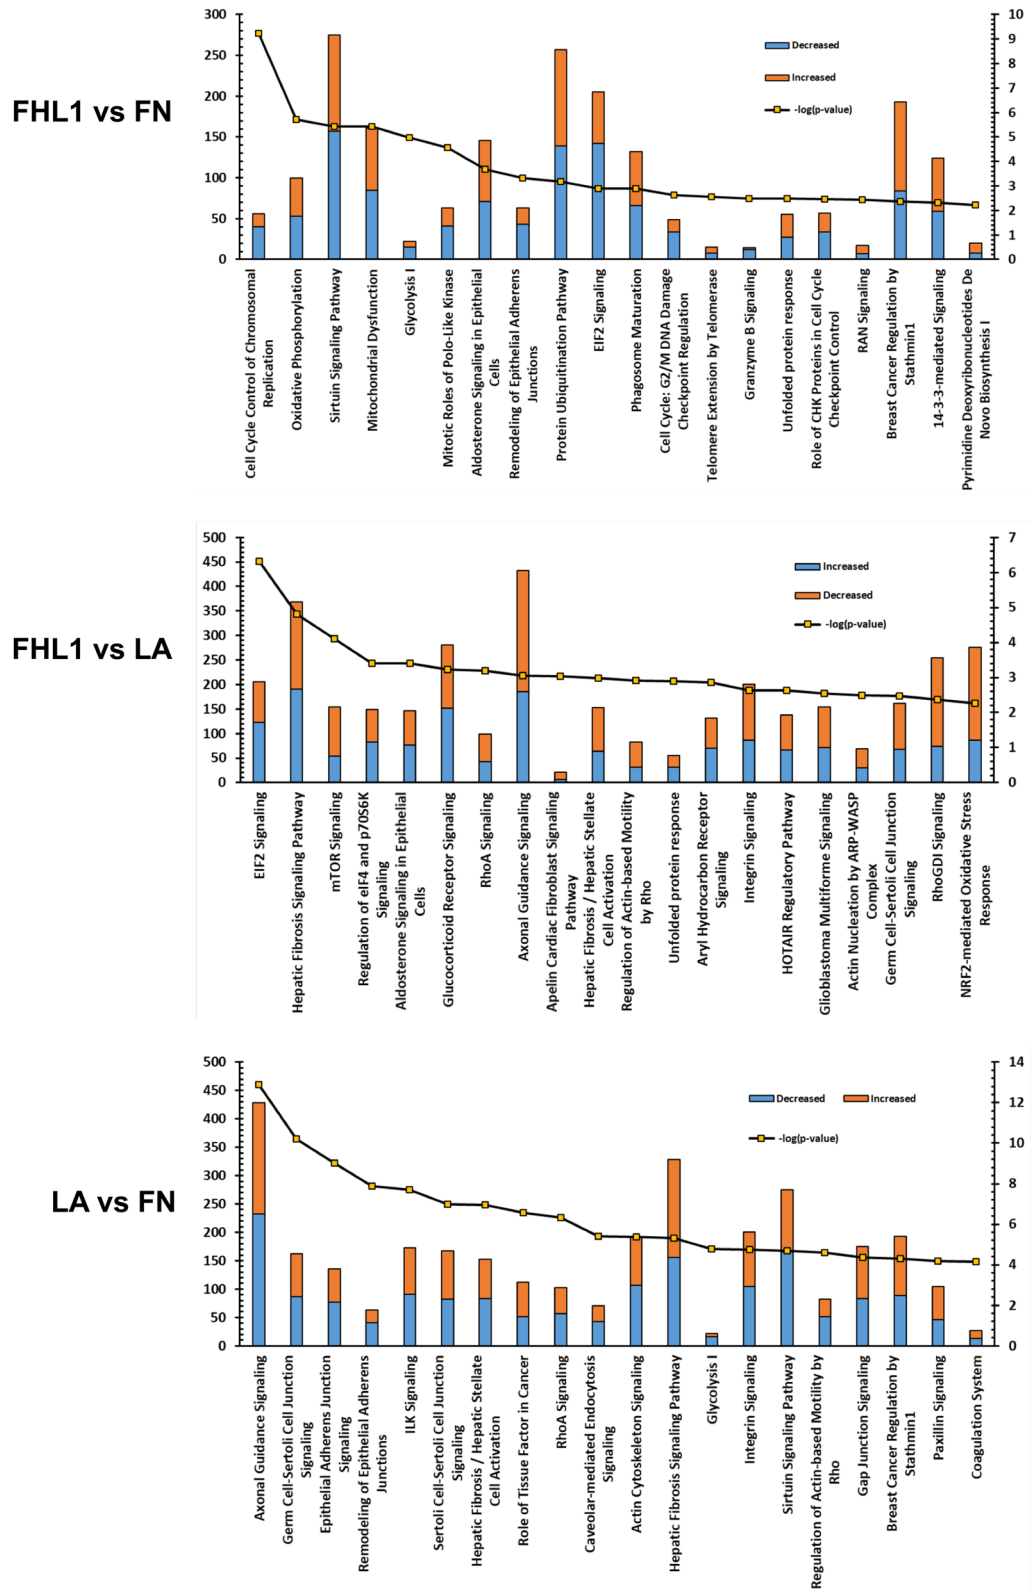 FHL1 vs FN
300
250
200
150
100
50
0
10
9
8
7
6
5
4
3
2
1
0
Decreased
Increased
-log(p-value)
Cell Cycle Control of Chromosomal
Replication
Oxidative Phosphorylation
Sirtuin Signaling Pathway
Mitochondrial Dysfunction
Glycolysis I
Mitotic Roles of Polo-Like Kinase
Aldosterone Signaling in Epithelial
Cells
Remodeling of Epithelial Adherens
Junctions
Protein Ubiquitination Pathway
EIF2 Signaling
Phagosome Maturation
Cell Cycle: G2/M DNA Damage
Checkpoint Regulation
Telomere Extension by Telomerase
Granzyme B Signaling
Unfolded protein response
Role of CHK Proteins in Cell Cycle
Checkpoint Control
RAN Signaling
Breast Cancer Regulation by
Stathmin1
14-3-3-mediated Signaling
Pyrimidine Deoxyribonucleotides De
Novo Biosynthesis I
FHL1 vs LA
500
450
400
350
300
250
200
150
100
50
0
7
6
5
4
3
2
1
0
Increased
Decreased
-log(p-value)
EIF2 Signaling
Hepatic Fibrosis Signaling Pathway
mTOR Signaling
Regulation of eIF4 and p70S6K
Signaling
Aldosterone Signaling in Epithelial
Cells
Glucocorticoid Receptor Signaling
RhoA Signaling
Axonal Guidance Signaling
Apelin Cardiac Fibroblast Signaling
Pathway
Hepatic Fibrosis / Hepatic Stellate
Cell Activation
Regulation of Actin-based Motility
by Rho
Unfolded protein response
Aryl Hydrocarbon Receptor
Signaling
Integrin Signaling
HOTAIR Regulatory Pathway
Glioblastoma Multiforme Signaling
Actin Nucleation by ARP-WASP
Complex
Germ Cell-Sertoli Cell Junction
Signaling
RhoGDI Signaling
NRF2-mediated Oxidative Stress
Response
LA vs FN
500
450
400
350
300
250
200
150
100
50
0
14
12
10
8
6
4
2
0
Decreased
Increased
-log(p-value)
Axonal Guidance Signaling
Germ Cell-Sertoli Cell Junction
Signaling
Epithelial Adherens Junction
Signaling
Remodeling of Epithelial Adherens
Junctions
ILK Signaling
Sertoli Cell-Sertoli Cell Junction
Signaling
Hepatic Fibrosis / Hepatic Stellate
Cell Activation
Role of Tissue Factor in Cancer
RhoA Signaling
Caveolar-mediated Endocytosis
Signaling
Actin Cytoskeleton Signaling
Hepatic Fibrosis Signaling Pathway
Glycolysis I
Integrin Signaling
Sirtuin Signaling Pathway
Regulation of Actin-based Motility by
Rho
Gap Junction Signaling
Breast Cancer Regulation by
Stathmin1
Paxillin Signaling
Coagulation System